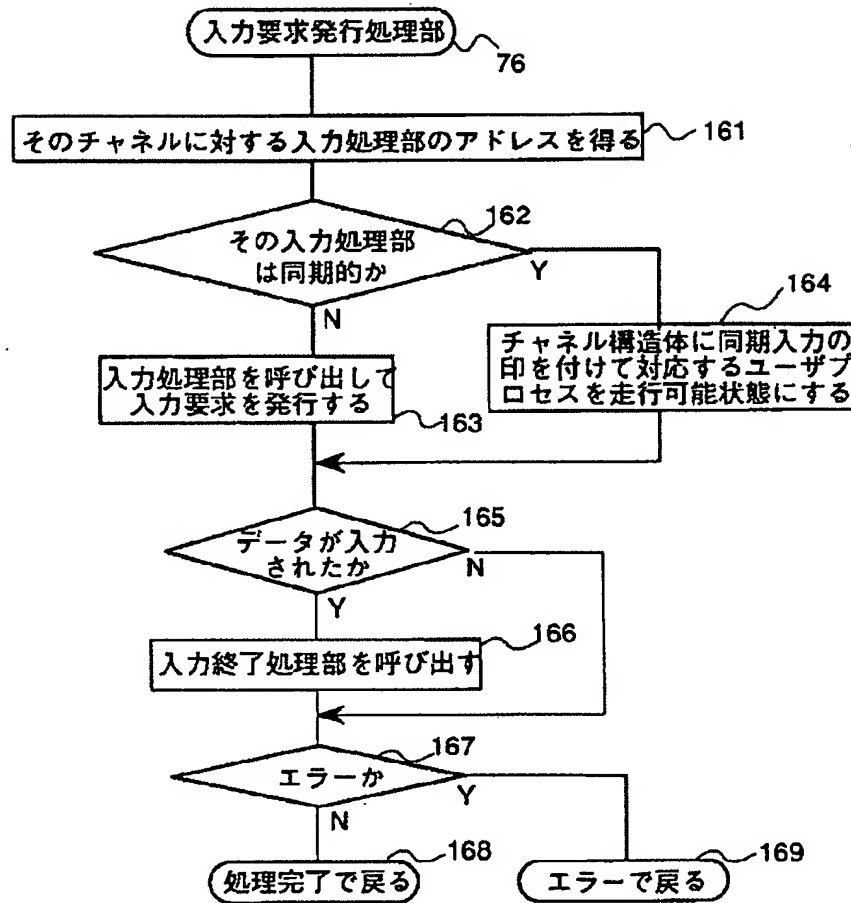 入力要求発行処理部
76
そのチャネルに対する入力処理部のアドレスを得る
161
162
その入力処理部
は同期的か
Y
N
164
チャネル構造体に同期入力の
印を付けて対応するユーザプ
ロセスを走行可能状態にする
入力処理部を呼び出して
入力要求を発行する
163
165
データが入力
されたか
N
Y
166
入力終了処理部を呼び出す
167
エラーか
Y
N
168
処理完了で戻る
169
エラーで戻る